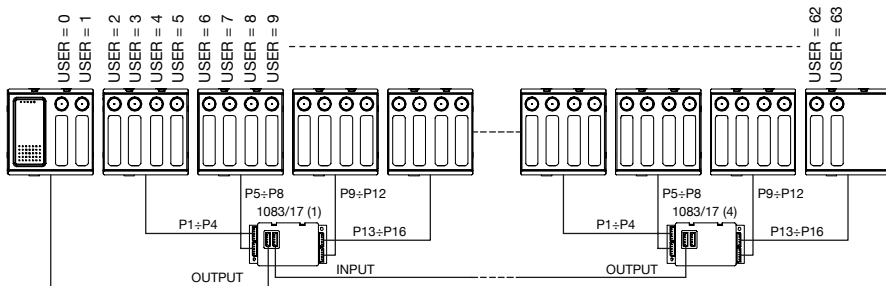 USER = 0
USER = 1
USER = 2
USER = 3
USER = 4
USER = 5
USER = 6
USER = 7
USER = 8
USER = 9
USER = 62
USER = 63
P5÷P8
P9÷P12
P5÷P8
P9÷P12
1083/17 (1)
1083/17 (4)
P1÷P4
P13÷P16
P1÷P4
P13÷P16
OUTPUT
INPUT
OUTPUT